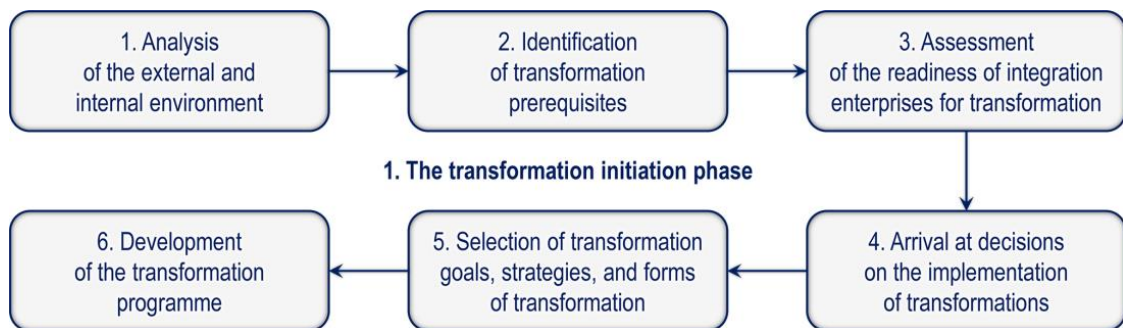 1. Analysis
of the external and
internal environment
2. Identification
of transformation
prerequisites
3. Assessment
of the readiness of integration
enterprises for transformation
1. The transformation initiation phase
4. Arrival at decisions
on the implementation
of transformations
5. Selection of transformation
goals, strategies, and forms
of transformation
6. Development
of the transformation
programme